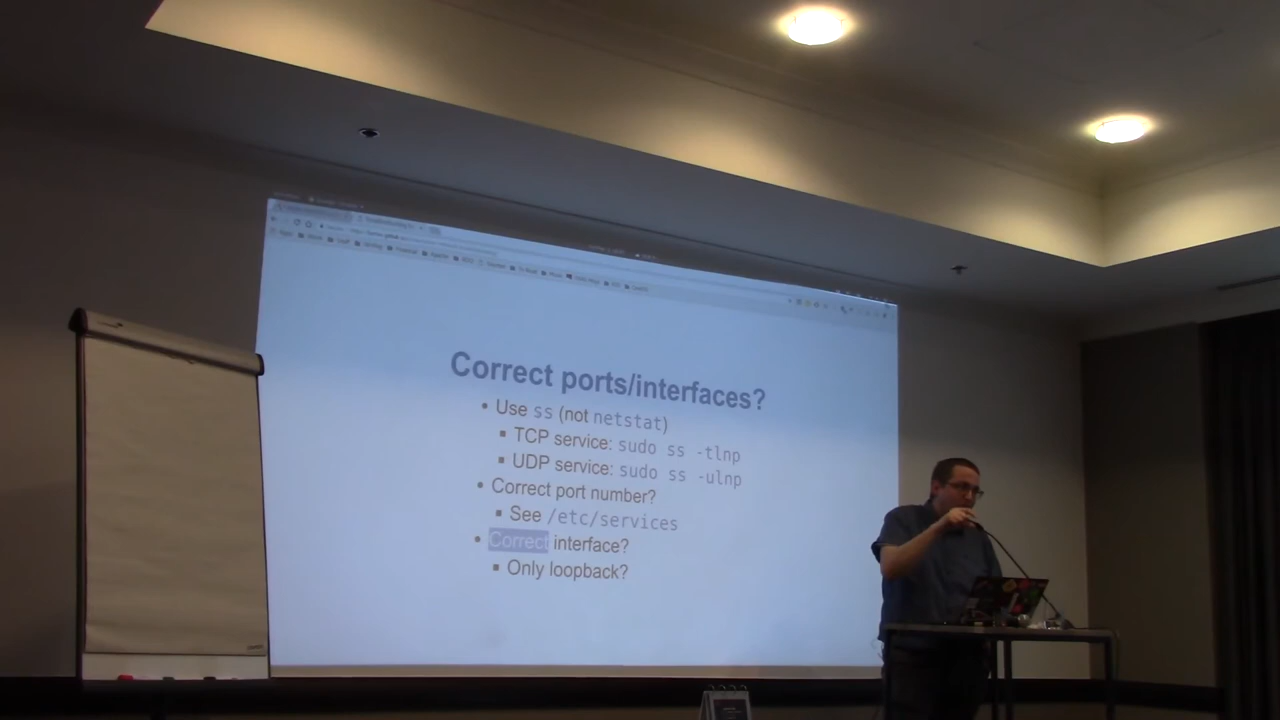 Correct ports/interfaces?
• Use ss (not netstat)
▪ TCP service: sudo ss -tlnp
▪ UDP service: sudo ss -ulnp
• Correct port number?
▪ See /etc/services
• Correct interface?
▪ Only loopback?